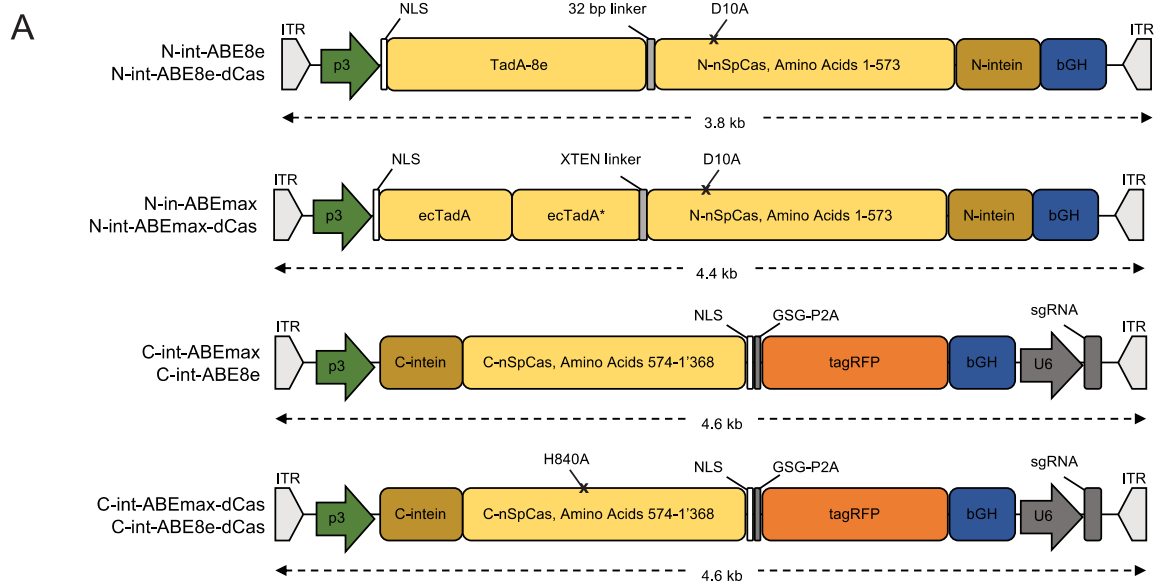 A
ITR
NLS
32 bp linker
D10A
ITR
N-int-ABE8e
N-int-ABE8e-dCas
p3
TadA-8e
N-nSpCas, Amino Acids 1-573
N-intein
bGH
3.8 kb
ITR
NLS
XTEN linker
D10A
ITR
N-in-ABEmax
N-int-ABEmax-dCas
p3
ecTadA
ecTadA*
N-nSpCas, Amino Acids 1-573
N-intein
bGH
4.4 kb
ITR
NLS
GSG-P2A
sgRNA
ITR
C-int-ABEmax
C-int-ABE8e
p3
C-intein
C-nSpCas, Amino Acids 574-1'368
tagRFP
bGH
U6
4.6 kb
ITR
H840A
NLS
GSG-P2A
sgRNA
ITR
C-int-ABEmax-dCas
C-int-ABE8e-dCas
p3
C-intein
C-nSpCas, Amino Acids 574-1'368
tagRFP
bGH
U6
4.6 kb